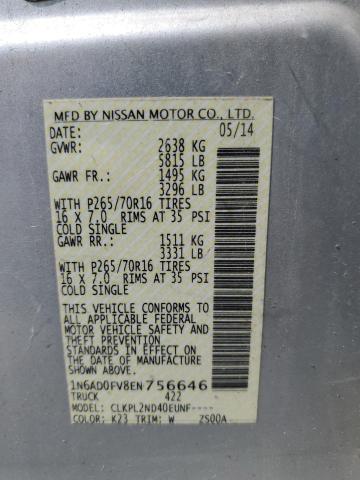 MFD BY NISSAN MOTOR CO., LTD.
DATE: 05/14
GVWR: 2638 KG
5815 LB
GAWR FR: 1495 KG
3296 LB
WITH P265/70R16 TIRES
16 X 7.0 RIMS AT 35 PSI
COLD SINGLE
GAWR RR: 1511 KG
3331 LB
WITH P265/70R16 TIRES
16 X 7.0 RIMS AT 35 PSI
COLD SINGLE
THIS VEHICLE CONFORMS TO ALL
APPLICABLE FEDERAL
MOTOR VEHICLE SAFETY AND
THEFT PREVENTION
STANDARDS IN EFFECT
ON THE DATE OF MANUFACTURE
SHOWN ABOVE.
1N6AD0FV8EN756646
TRUCK 422
MODEL: CLKPL2ND40EUNF----
COLOR: K23 TRIM: W ZS00A